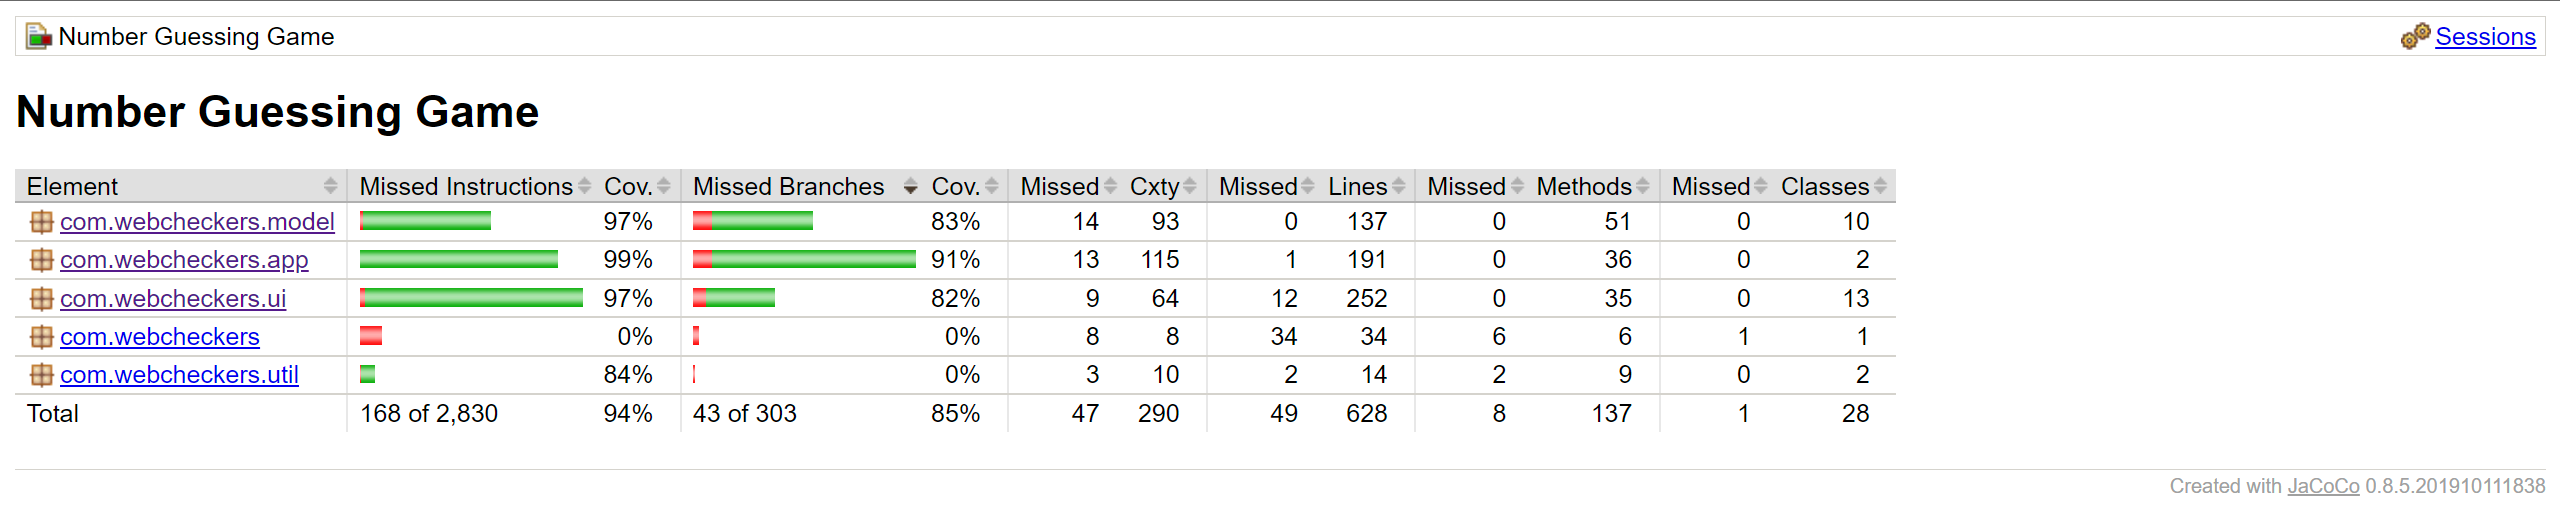 Number Guessing Game Sessions
Number Guessing Game
Element Missed Instructions Cov. Missed Branches Cov. Missed Cxty Missed Lines Missed Methods Missed Classes
com.webcheckers.model 97% 83% 14 93 0 137 0 51 0 10
com.webcheckers.app 99% 91% 13 115 1 191 0 36 0 2
com.webcheckers.ui 97% 82% 9 64 12 252 0 35 0 13
com.webcheckers 0% 0% 8 8 34 34 6 6 1 1
com.webcheckers.util 84% 0% 3 10 2 14 2 9 0 2
Total 168 of 2,830 94% 43 of 303 85% 47 290 49 628 8 137 1 28
Created with JaCoCo 0.8.5.201910111838